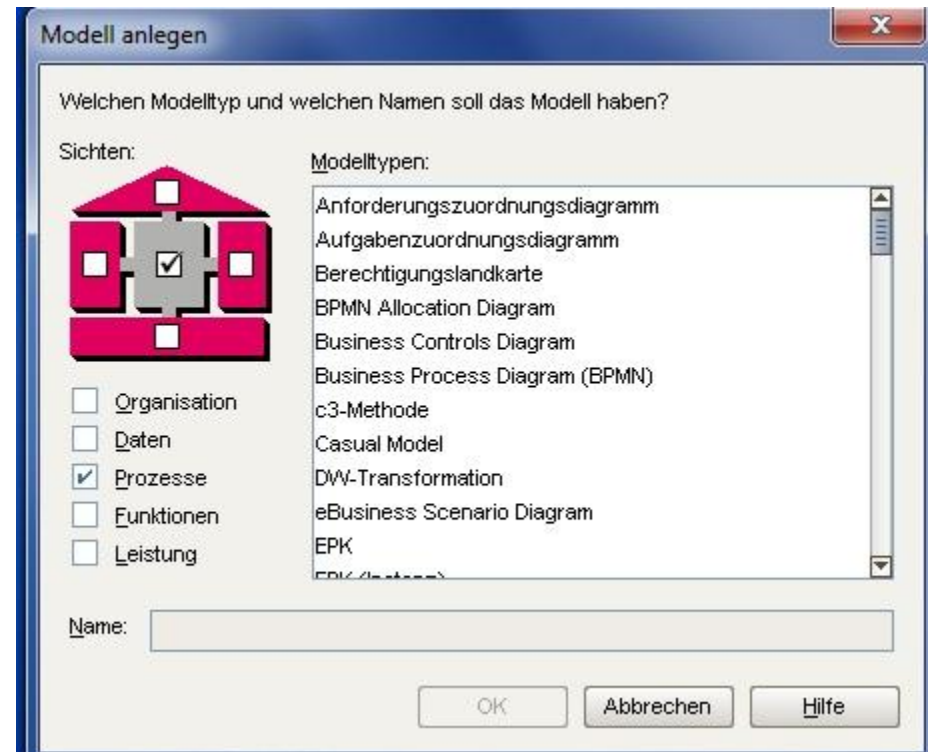 Modell anlegen
Welchen Modelltyp und welchen Namen soll das Modell haben?
Sichten:
Organisation
Daten
Prozesse
Funktionen
Leistung
Modelltypen:
Anforderungszuordnungsdiagramm
Aufgabenzuordnungsdiagramm
Berechtigungslandkarte
BPMN Allocation Diagram
Business Controls Diagram
Business Process Diagram (BPMN)
c3-Methode
Casual Model
DW-Transformation
eBusiness Scenario Diagram
EPK
Name:
OK
Abbrechen
Hilfe